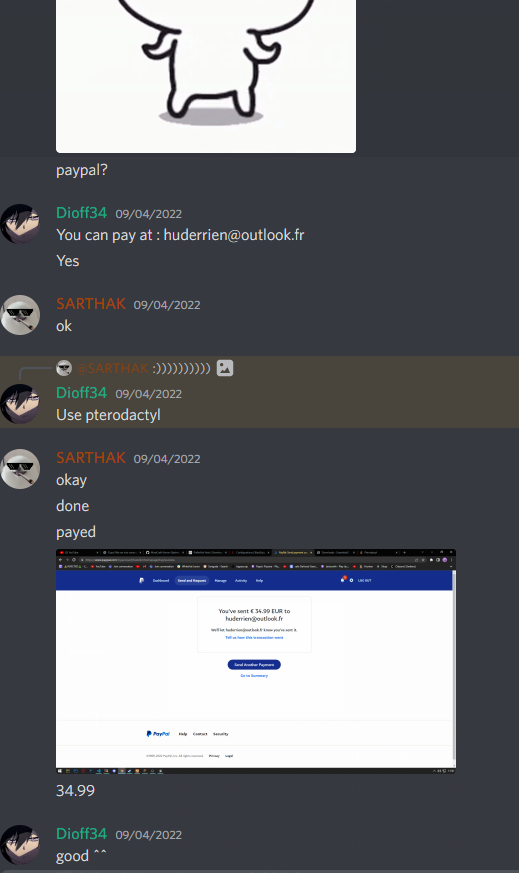 paypal?
Dioff34 09/04/2022
You can pay at : huderrien@outlook.fr
Yes
SARTHAK 09/04/2022
ok
@SARTHAK :))))))))))
Dioff34 09/04/2022
Use pterodactyl
SARTHAK 09/04/2022
okay
done
payed
Dashboard Send and Request Manage Activity Help LOG OUT
You've sent € 34.99 EUR to
huderrien@outlook.fr
We'll let huderrien@outlook.fr know you've sent it.
Tell us how this transaction went
Send Another Payment
Go to Summary
PayPal Help Contact Security
Privacy Legal
34.99
Dioff34 09/04/2022
good ^^